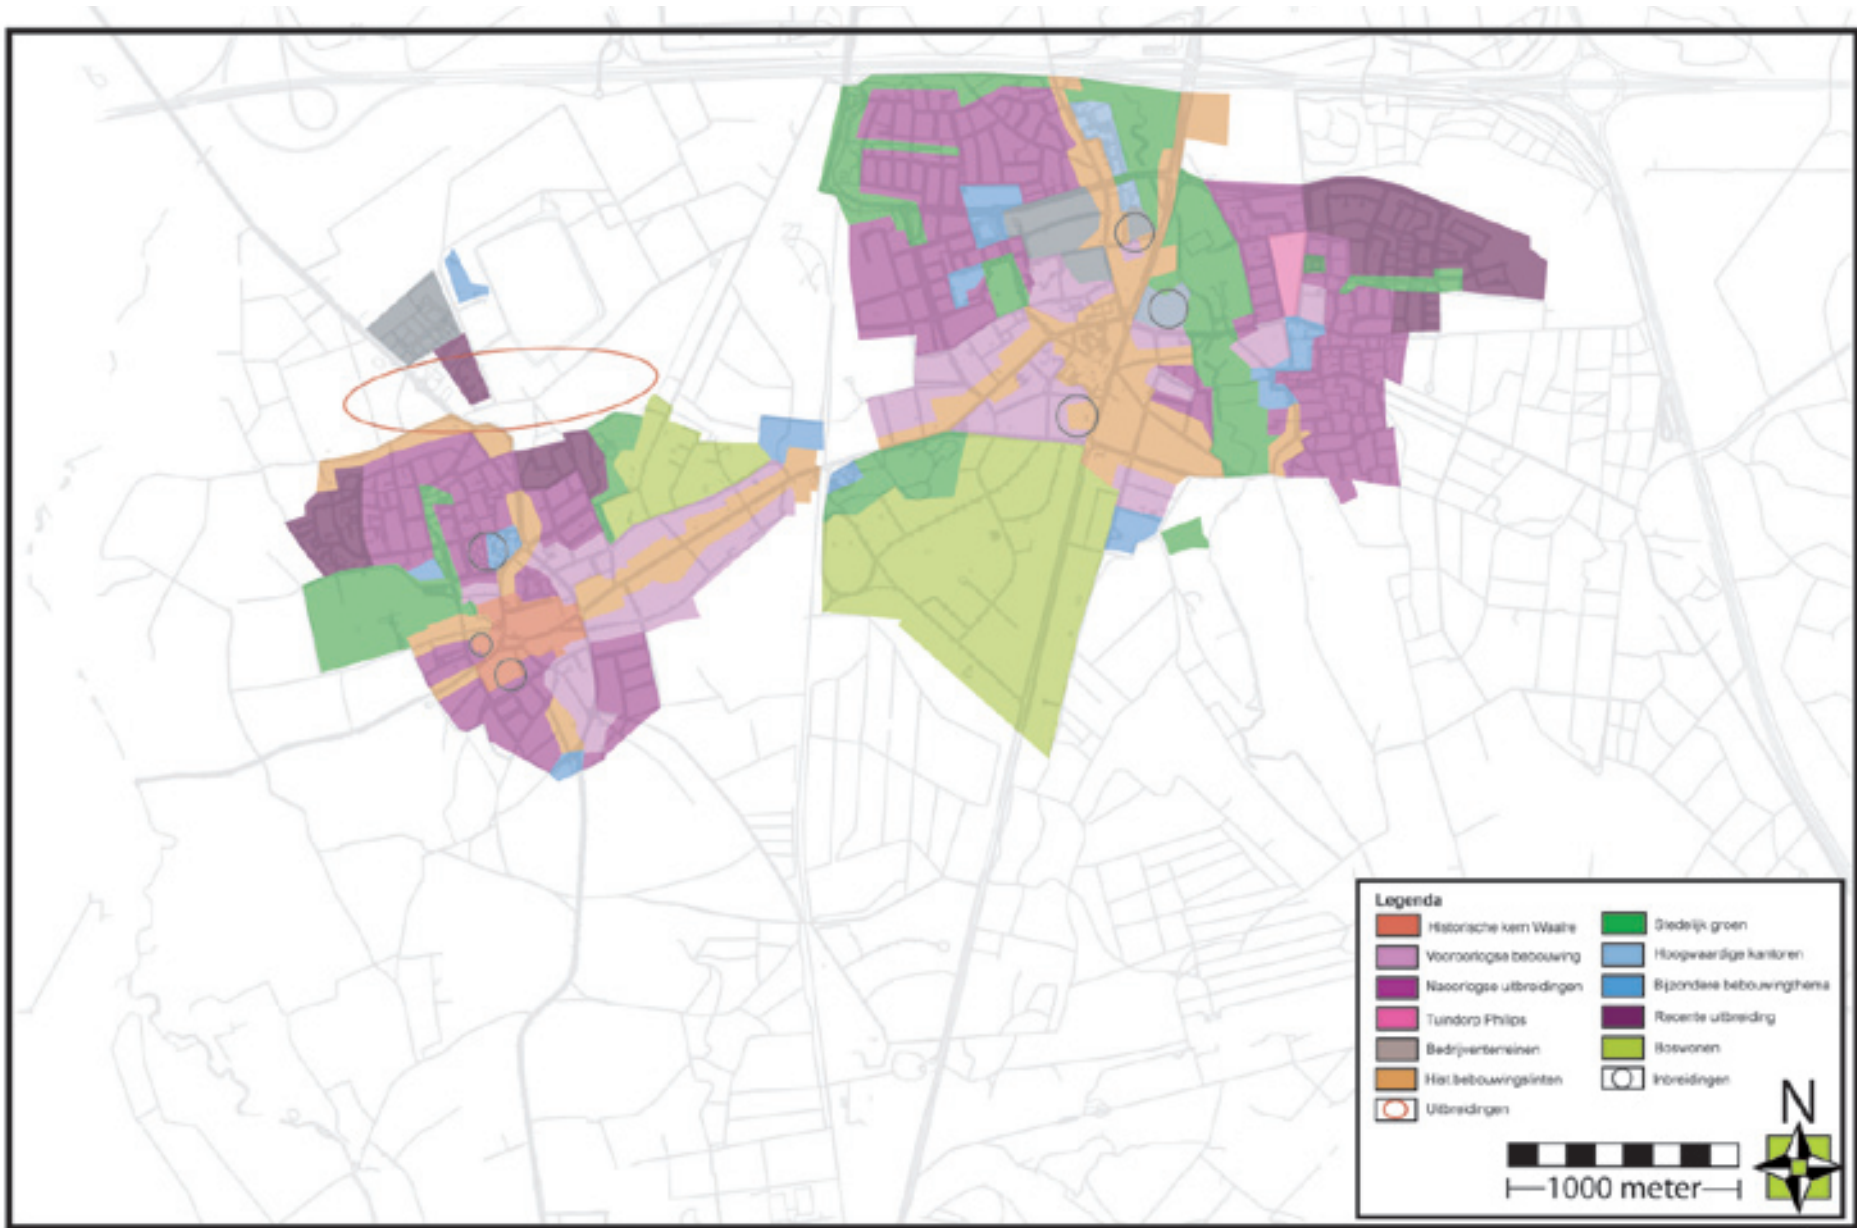 Legenda
Historische kern Waalre
Vooroorlogse bebouwing
Naoorlogse uitbreidingen
Tuindorp Philips
Bedrijventerreinen
Hist.bebouwingslinten
Uitbreidingen
Stedelijk groen
Hoogwaardige kantoren
Bijzondere bebouwingthema
Recente uitbreiding
Boswonen
Inbreidingen
N
1000 meter